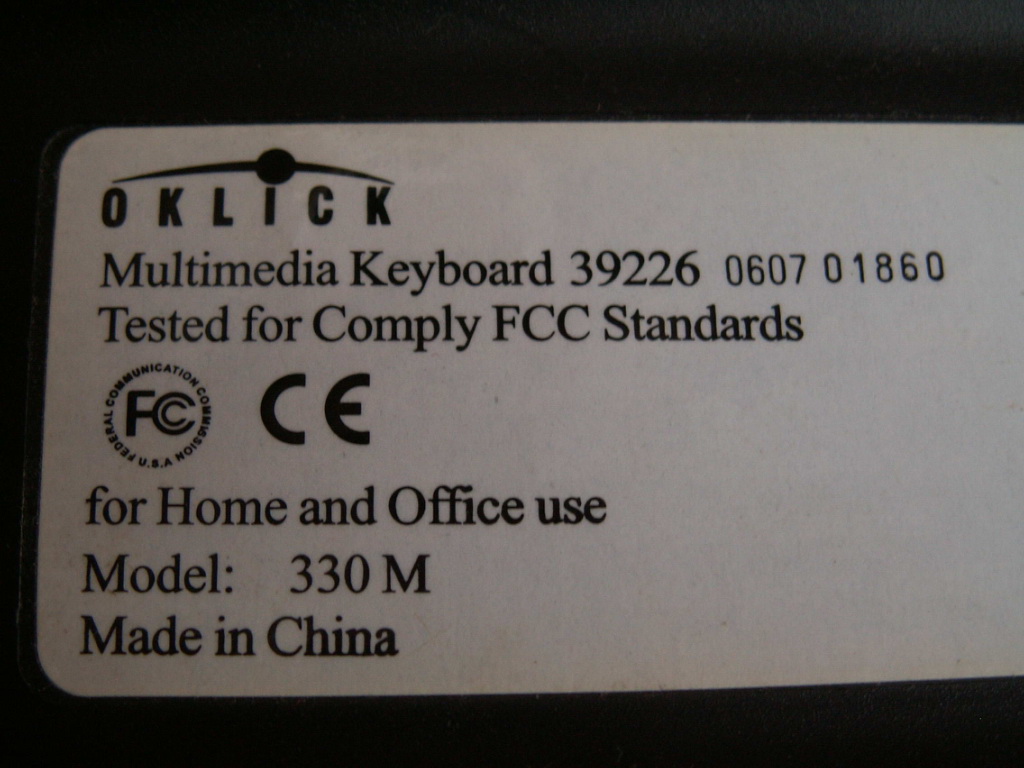 OKLICK
Multimedia Keyboard 39226 0607 01860
Tested for Comply FCC Standards
FEDERAL COMMUNICATION COMMISSION U.S.A
FC CE
for Home and Office use
Model: 330 M
Made in China